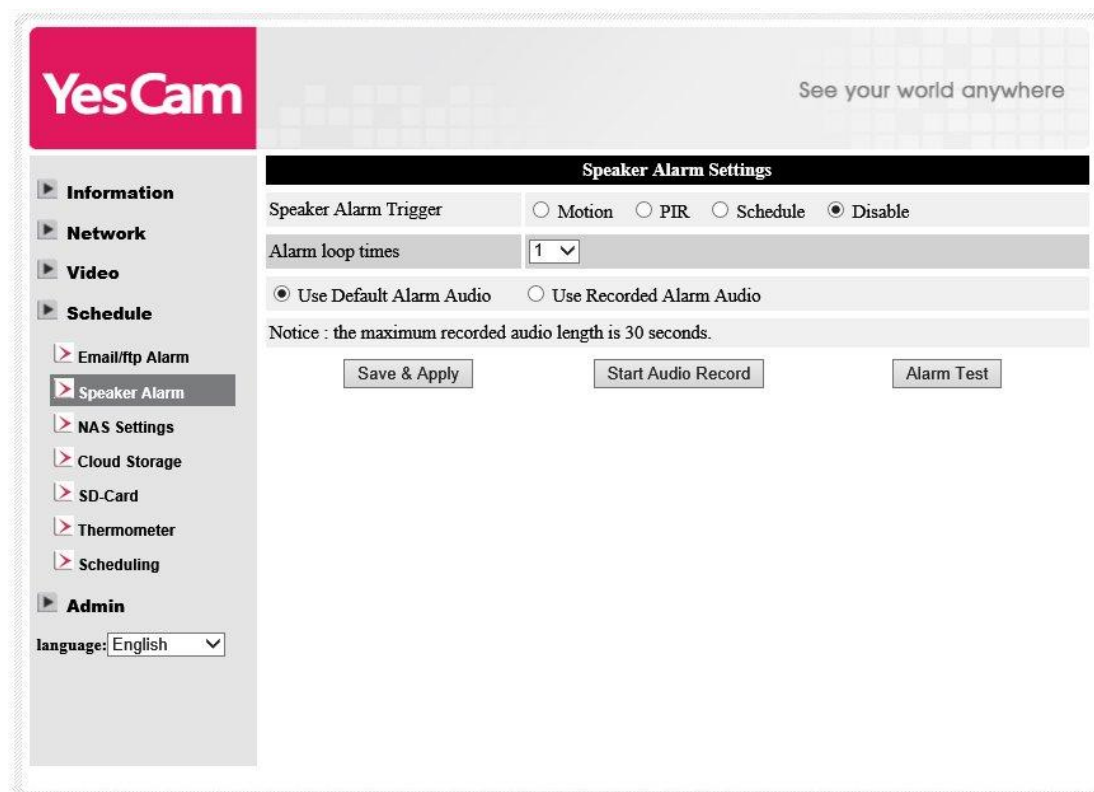 YesCam
See your world anywhere
Information
Network
Video
Schedule
Email/ftp Alarm
Speaker Alarm
NAS Settings
Cloud Storage
SD-Card
Thermometer
Scheduling
Admin
language: English
Speaker Alarm Settings
Speaker Alarm Trigger Motion PIR Schedule Disable
Alarm loop times 1
Use Default Alarm Audio Use Recorded Alarm Audio
Notice : the maximum recorded audio length is 30 seconds.
Save & Apply Start Audio Record Alarm Test